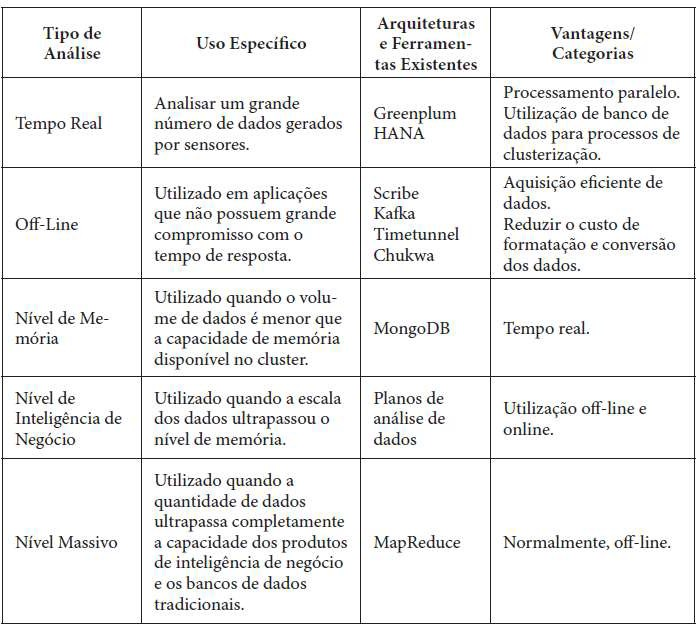 Tipo de
Análise
Uso Específico
Arquiteturas
e Ferramen-
tas Existentes
Vantagens/
Categorias
Tempo Real
Analisar um grande
número de dados gerados
por sensores.
Greenplum
HANA
Processamento paralelo.
Utilização de banco de
dados para processos de
clusterização.
Off-Line
Utilizado em aplicações
que não possuem grande
compromisso com o
tempo de resposta.
Scribe
Kafka
Timetunnel
Chukwa
Aquisição eficiente de
dados.
Reduzir o custo de
formatação e conversão
dos dados.
Nível de Me-
mória
Utilizado quando o volu-
me de dados é menor que
a capacidade de memória
disponível no cluster.
MongoDB
Tempo real.
Nível de
Inteligência de
Negócio
Utilizado quando a escala
dos dados ultrapassou o
nível de memória.
Planos de
análise de
dados
Utilização off-line e
online.
Nível Massivo
Utilizado quando a
quantidade de dados
ultrapassa completamente
a capacidade dos produtos
de inteligência de negócio
e os bancos de dados
tradicionais.
MapReduce
Normalmente, off-line.